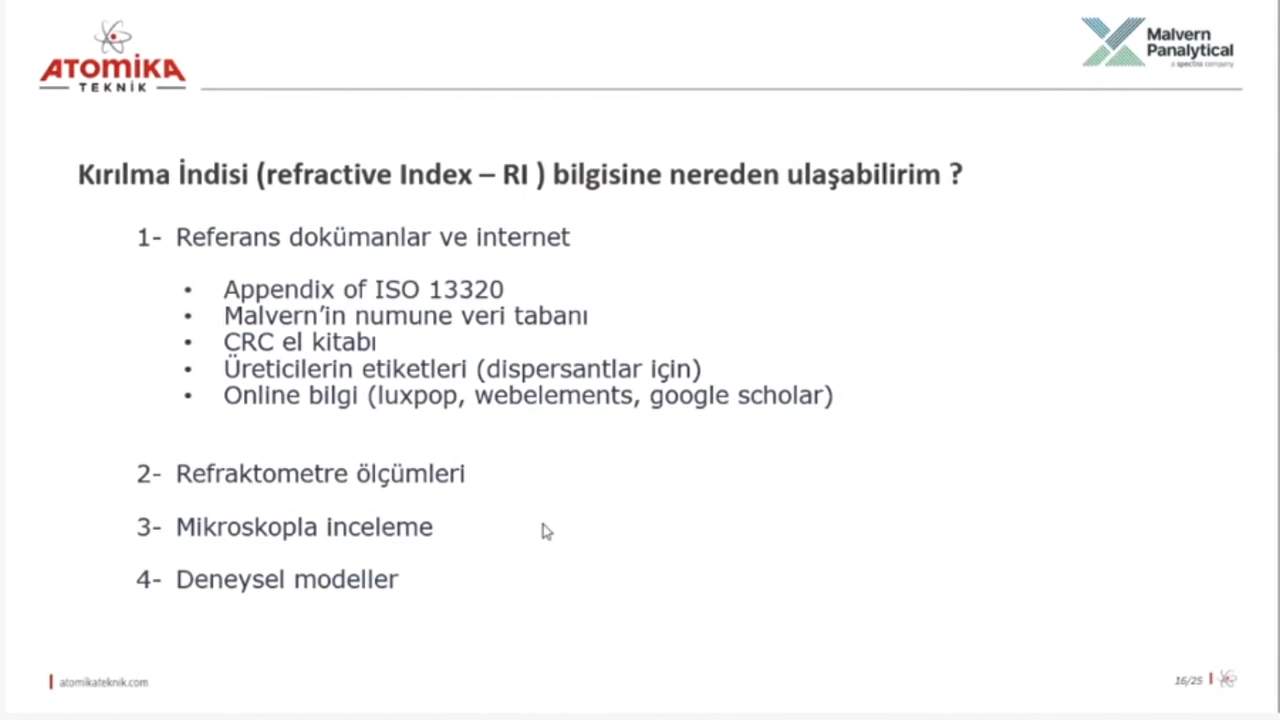 ATOMİKA
TEKNİK
Malvern
Panalytical
a spectris company
Kırılma İndisi (refractive Index – RI ) bilgisine nereden ulaşabilirim ?
1- Referans dokümanlar ve internet
• Appendix of ISO 13320
• Malvern’in numune veri tabanı
• CRC el kitabı
• Üreticilerin etiketleri (dispersantlar için)
• Online bilgi (luxpop, webelements, google scholar)
2- Refraktometre ölçümleri
3- Mikroskopla inceleme
4- Deneysel modeller
atomikateknik.com
16/25